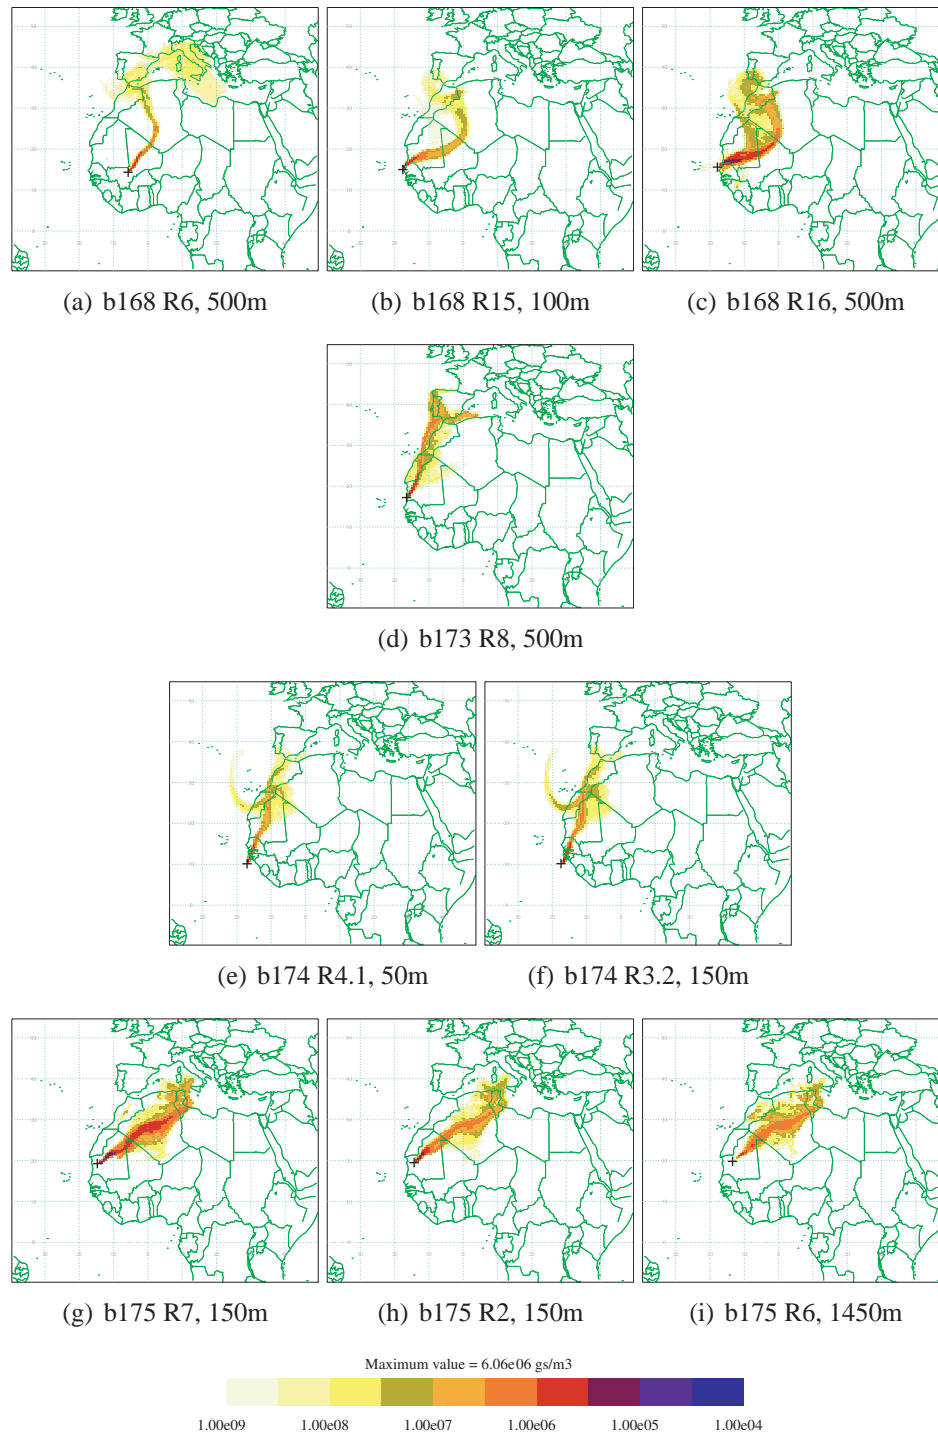 (a) b168 R6, 500m
(b) b168 R15, 100m
(c) b168 R16, 500m
(d) b173 R8, 500m
(e) b174 R4.1, 50m
(f) b174 R3.2, 150m
(g) b175 R7, 150m
(h) b175 R2, 150m
(i) b175 R6, 1450m
Maximum value = 6.06e06 gs/m3
1.00e09 1.00e08 1.00e07 1.00e06 1.00e05 1.00e04